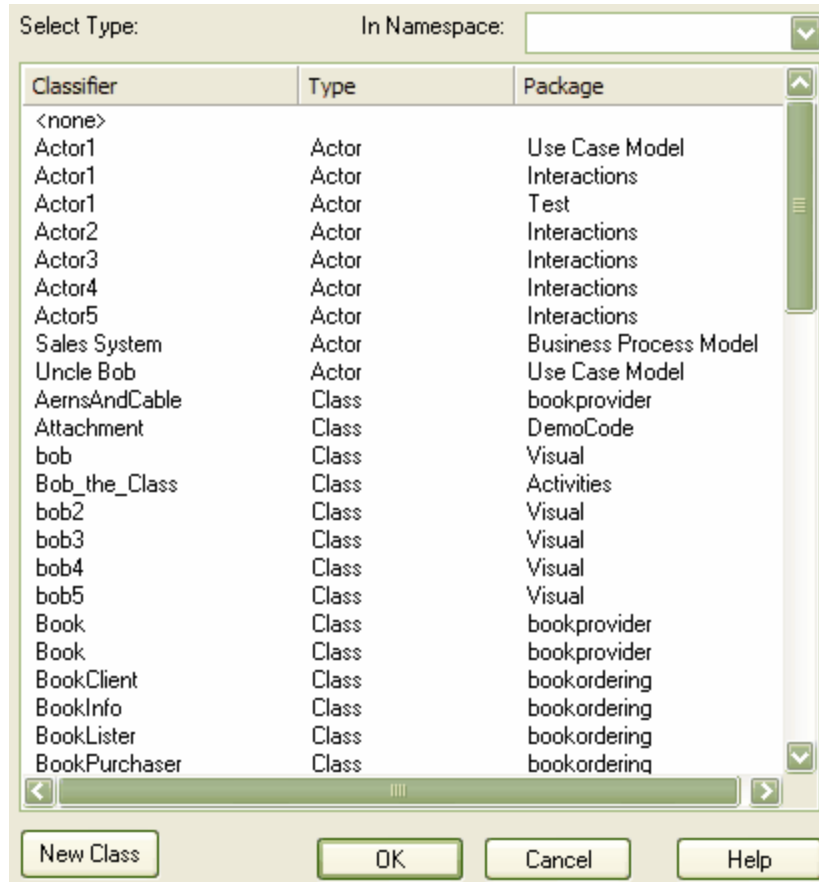 Select Type: In Namespace:
Classifier Type Package
<none>
Actor1 Actor Use Case Model
Actor1 Actor Interactions
Actor1 Actor Test
Actor2 Actor Interactions
Actor3 Actor Interactions
Actor4 Actor Interactions
Actor5 Actor Interactions
Sales System Actor Business Process Model
Uncle Bob Actor Use Case Model
AernsAndCable Class bookprovider
Attachment Class DemoCode
bob Class Visual
Bob_the_Class Class Activities
bob2 Class Visual
bob3 Class Visual
bob4 Class Visual
bob5 Class Visual
Book Class bookprovider
Book Class bookprovider
BookClient Class bookordering
BookInfo Class bookordering
BookLister Class bookordering
BookPurchaser Class bookordering
New Class OK Cancel Help